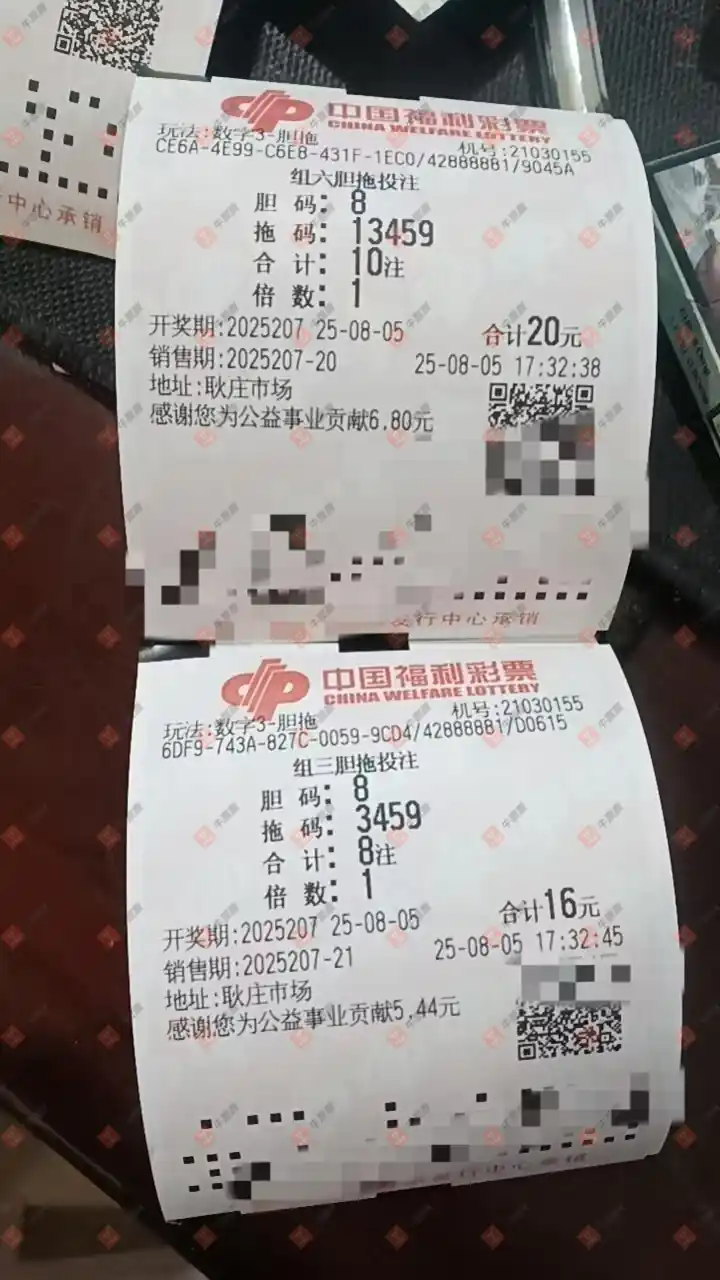 中心承销
中国福利彩票
CHINA WELFARE LOTTERY
玩法:数字3-胆拖 机号:21030155
CE6A-4E99-C6E8-431F-1EC0/42888881/9045A
组六胆拖投注
胆 码: 8
拖 码: 13459
合 计: 10注
倍 数: 1
开奖期:2025207 25-08-05 合计20元
销售期:2025207-20 25-08-05 17:32:38
地址:耿庄市场
感谢您为公益事业贡献6.80元
发行中心承销
中国福利彩票
CHINA WELFARE LOTTERY
玩法:数字3-胆拖 机号:21030155
6DF9-743A-827C-0059-9CD4/42888881/D0615
组三胆拖投注
胆 码: 8
拖 码: 3459
合 计: 8注
倍 数: 1
开奖期:2025207 25-08-05 合计16元
销售期:2025207-21 25-08-05 17:32:45
地址:耿庄市场
感谢您为公益事业贡献5.44元